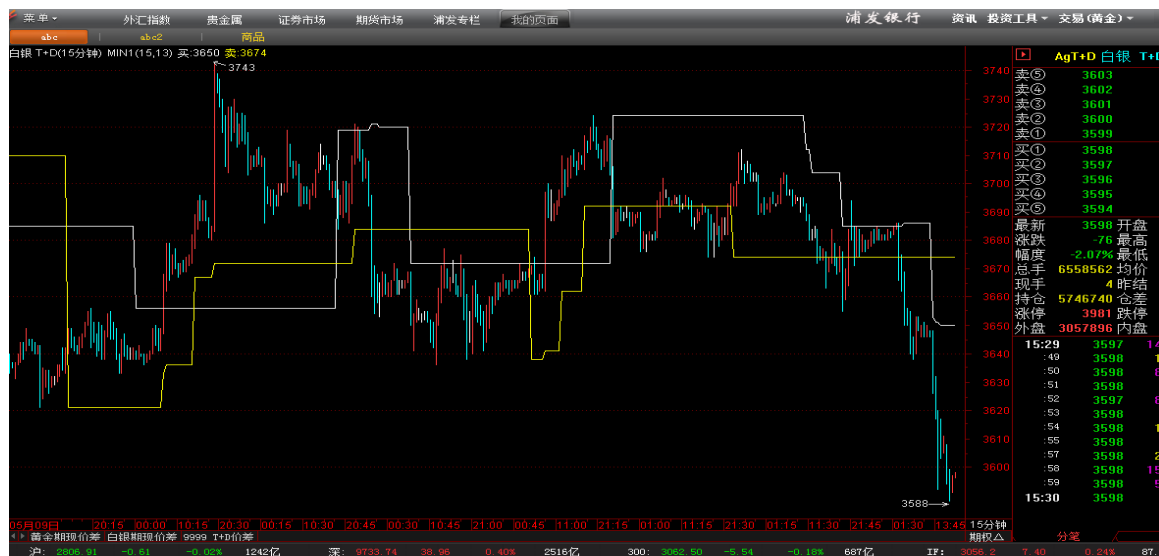 菜单 外汇指数 贵金属 证券市场 期货市场 浦发专栏 我的页面 浦发银行 资讯 投资工具 交易(黄金)
abc abc2 商品
白银 T+D(15分钟) MIN1(15,13) 买:3650 卖:3674
AgT+D 白银 T+D
3743
3740
3730
3720
3710
3700
3690
3680
3670
3660
3650
3640
3630
3620
3610
3600
3588
卖⑤ 3603
卖④ 3602
卖③ 3601
卖② 3600
卖① 3599
买① 3598
买② 3597
买③ 3596
买④ 3595
买⑤ 3594
最新 3598 开盘
涨跌 -76 最高
幅度 -2.07% 最低
总手 6558562 均价
现手 4 昨结
持仓 5746740 仓差
涨停 3981 跌停
外盘 3057896 内盘
15:29 3597
:49 3598
:50 3598
:51 3598
:52 3597
:53 3598
:54 3598
:55 3598
:57 3598
:58 3598
:59 3598
15:30 3598
05月09日 20:15 00:00 10:15 20:30 00:15 10:30 20:45 00:30 10:45 21:00 00:45 11:00 21:15 01:00 11:15 21:30 01:15 11:30 21:45 01:30 13:45 15分钟
黄金期现价差 白银期现价差 9999 T+D价差 期权△ 分笔
沪: 2806.91 -0.61 -0.02% 1242亿 深: 9733.74 38.96 0.40% 2516亿 300: 3062.50 -5.54 -0.18% 687亿 IF: 3056.2 7.40 0.24% 87.